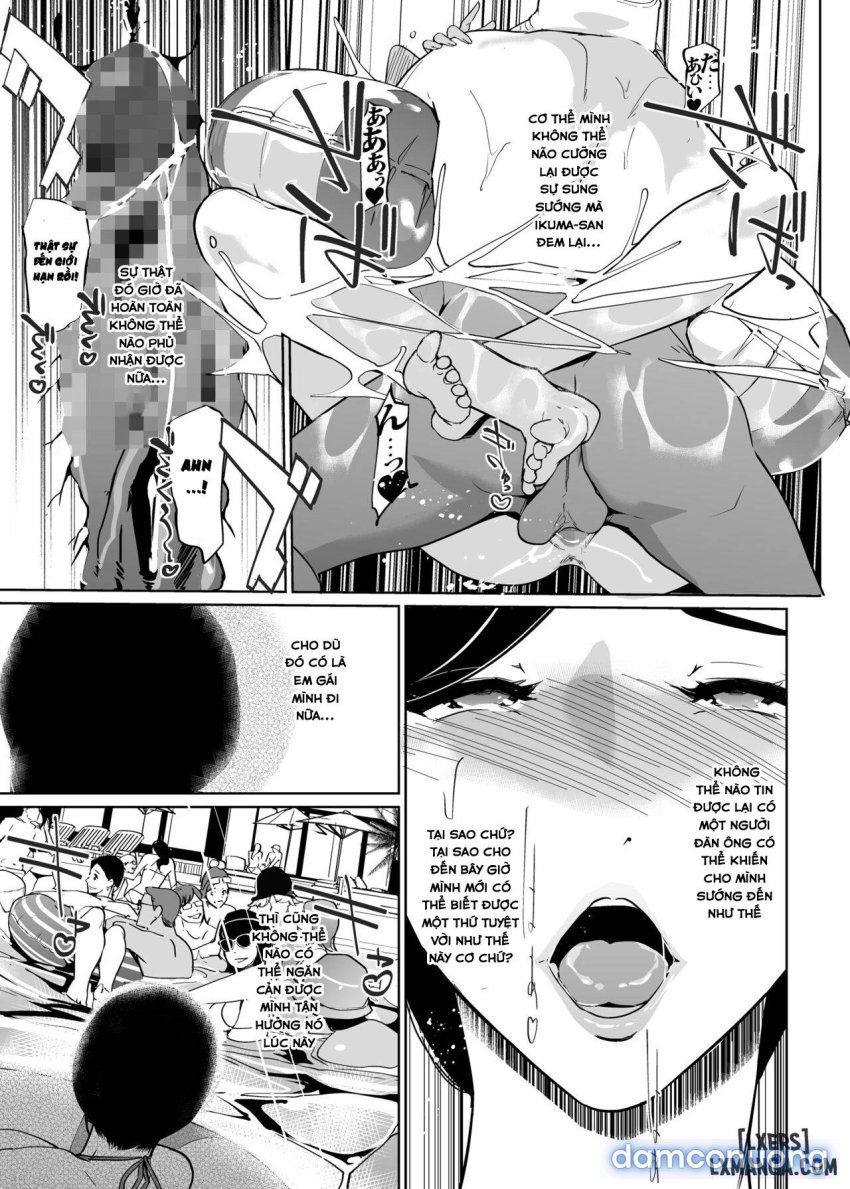 だ…
あひぃ♥
あああっ♥
CƠ THỂ MÌNH
KHÔNG THỂ
NÀO CƯỠNG
LẠI ĐƯỢC
SỰ SUNG
SƯỚNG MÀ
IKUMA-SAN
ĐEM LẠI...
THẬT SỰ
ĐẾN GIỚI
HẠN RỒI!
SỰ THẬT
ĐÓ GIỜ ĐÃ
HOÀN TOÀN
KHÔNG THỂ
NÀO PHỦ
NHẬN ĐƯỢC
NỮA...
ん…っ♥
AHN
...!
CHO DÙ
ĐÓ CÓ LÀ
EM GÁI
MÌNH ĐI
NỮA...
KHÔNG
THỂ NÀO TIN
ĐƯỢC LẠI CÓ
MỘT NGƯỜI
ĐÀN ÔNG CÓ
THỂ KHIẾN
CHO MÌNH
SƯỚNG ĐẾN
NHƯ THẾ
TẠI SAO CHỨ?
TẠI SAO CHO
ĐẾN BÂY GIỜ
MÌNH MỚI CÓ
THỂ BIẾT ĐƯỢC
MỘT THỨ TUYỆT
VỜI NHƯ THẾ
NÀY CƠ CHỨ?
THÌ CŨNG
KHÔNG THỂ
NÀO CÓ
THỂ NGĂN
CẢN ĐƯỢC
MÌNH TẬN
HƯỞNG NÓ
LÚC NÀY
[LXERS]
damconuong
LXMANGA.COM